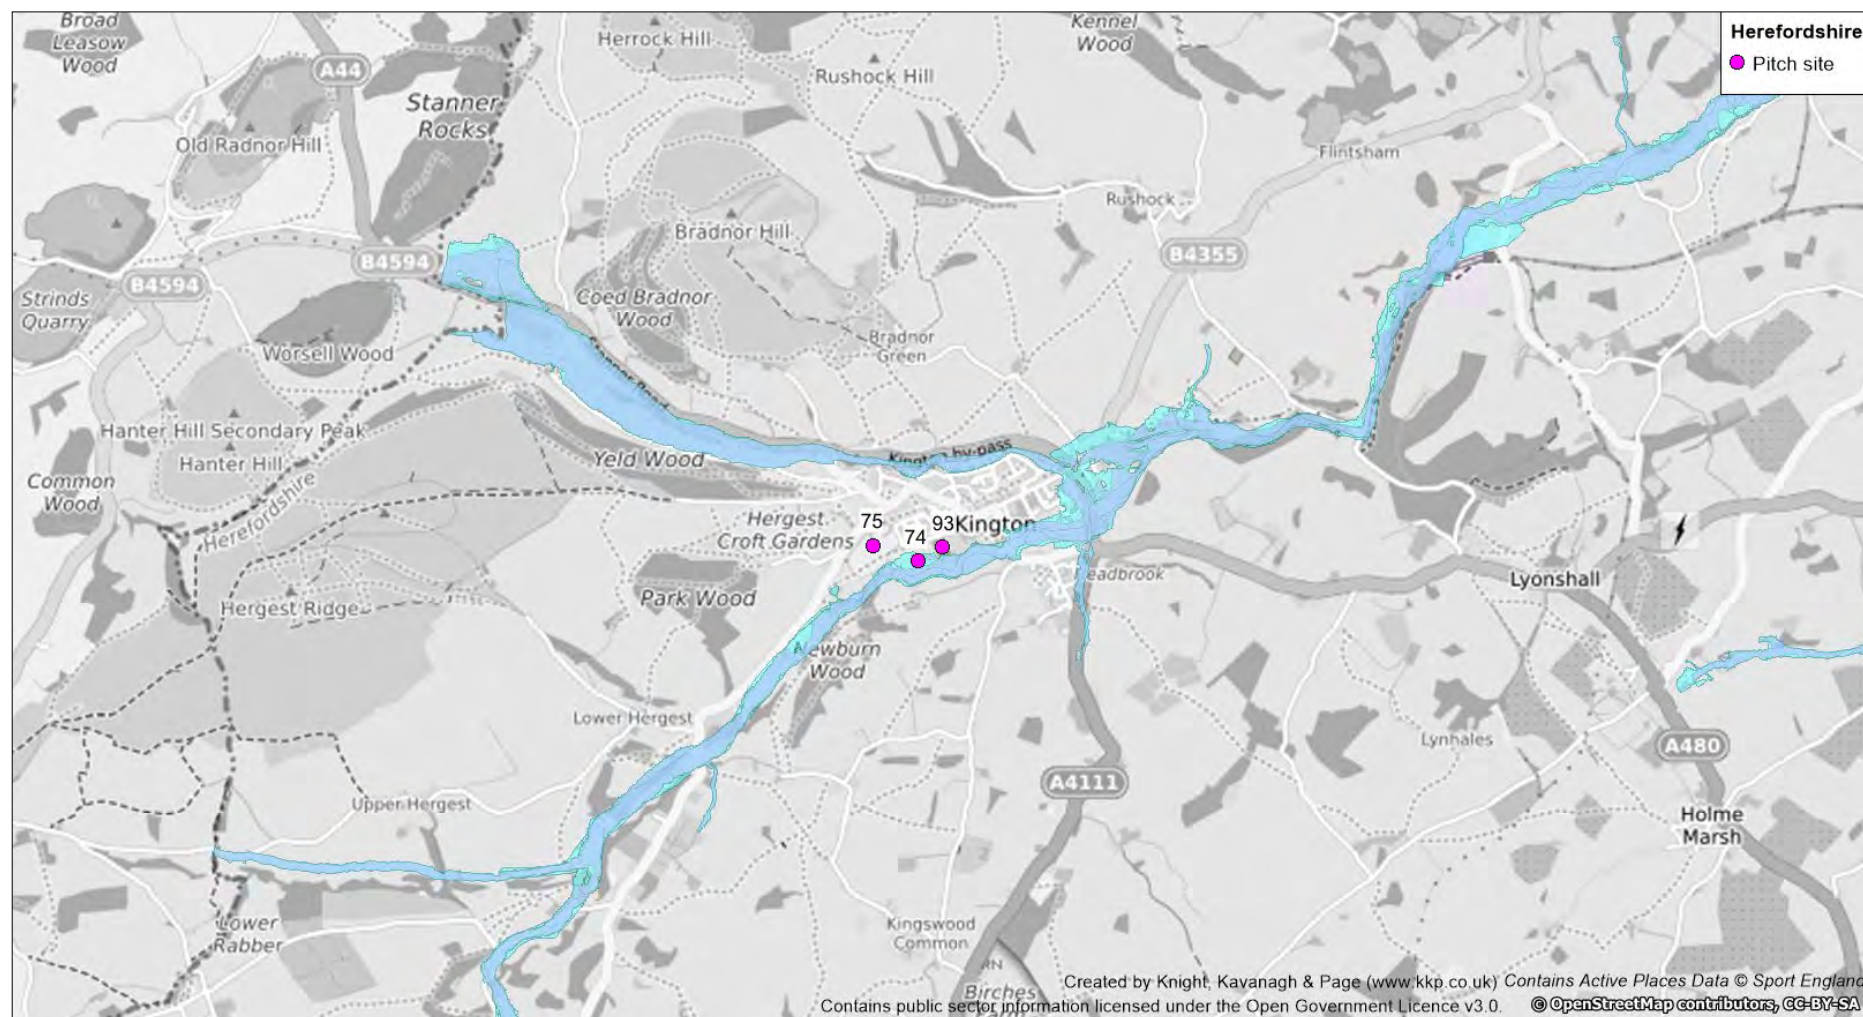 Broad
Leasow
Wood
A44
Herrock Hill
Kennel
Wood
Herefordshire
Pitch site
Rushock Hill
Stanner
Rocks
Old Radnor Hill
Flintsham
Rushock
Bradnor Hill
B4594
B4355
B4594
Strinds
Quarry
Coed Bradnor
Wood
Bradnor
Green
Worsell Wood
Hanter Hill Secondary Peak
Hanter Hill
Yeld Wood
Kington by-pass
Common
Wood
Herefordshire
Hergest
Croft Gardens
75
74
93
Kington
Headbrook
Lyonshall
Park Wood
Hergest Ridge
Newburn
Wood
Lower Hergest
Lynhales
A480
A4111
Upper Hergest
Holme
Marsh
Lower
Rabber
Kingswood
Common
Birches
Created by Knight, Kavanagh & Page (www.kkp.co.uk) Contains Active Places Data © Sport England
Contains public sector information licensed under the Open Government Licence v3.0. © OpenStreetMap contributors, CC-BY-SA